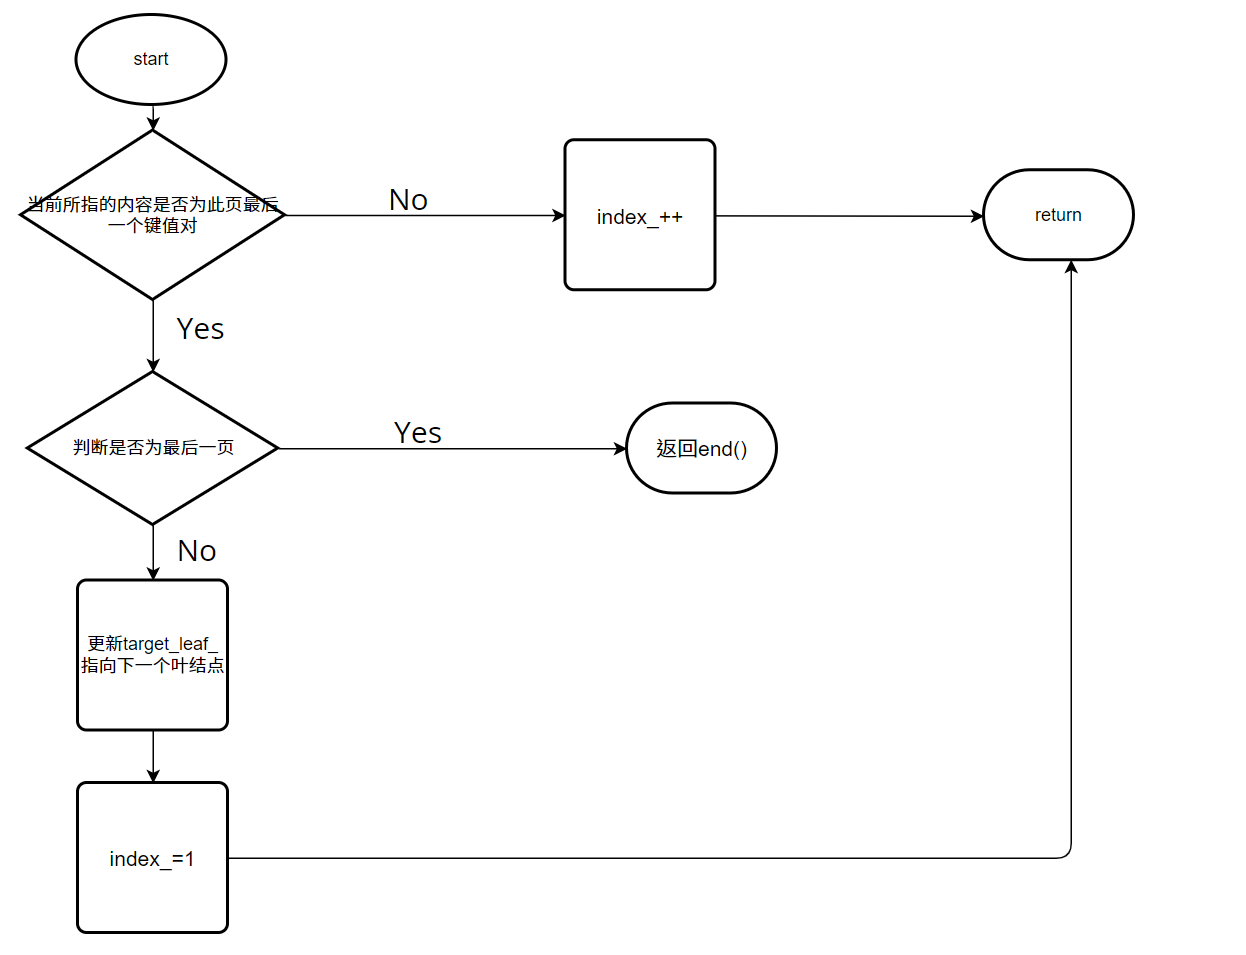 start
当前所指的内容是否为此页最后
一个键值对
No
index_++
return
Yes
判断是否为最后一页
Yes
返回end()
No
更新target_leaf_
指向下一个叶结点
index_=1